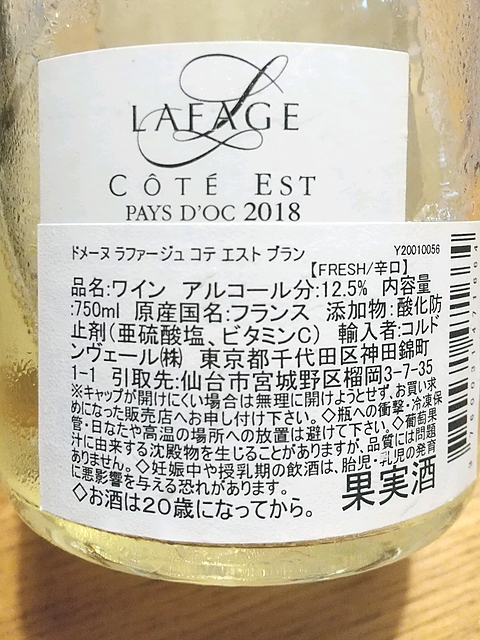 LAFAGE
CÔTÉ EST
PAYS D'OC 2018
ドメーヌ ラファージュ コテ エスト ブラン
Y20010056
【FRESH/辛口】
品名:ワイン アルコール分:12.5% 内容量
:750ml 原産国名:フランス 添加物:酸化防
止剤(亜硫酸塩、ビタミンC) 輸入者:コルド
ンヴェール㈱ 東京都千代田区神田錦町
1-1 引取先:仙台市宮城野区榴岡3-7-35
※キャップが開けにくい場合は無理に開けようとせず、お買い求
めになった販売店へお申し付け下さい。◇瓶への衝撃・冷凍保
管・日なたや高温の場所への放置は避けて下さい。◇葡萄果
汁に由来する沈殿物を生じることがありますが、品質には問題
ありません。◇妊娠中や授乳期の飲酒は、胎児・乳児の発育
に悪影響を与える恐れがあります。
◇お酒は20歳になってから。
果実酒